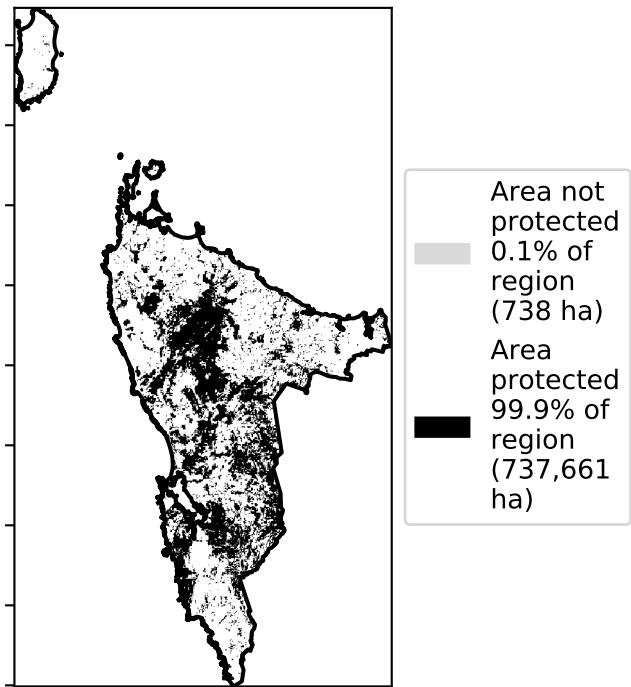 Area not
protected
0.1% of
region
(738 ha)
Area
protected
99.9% of
region
(737,661
ha)